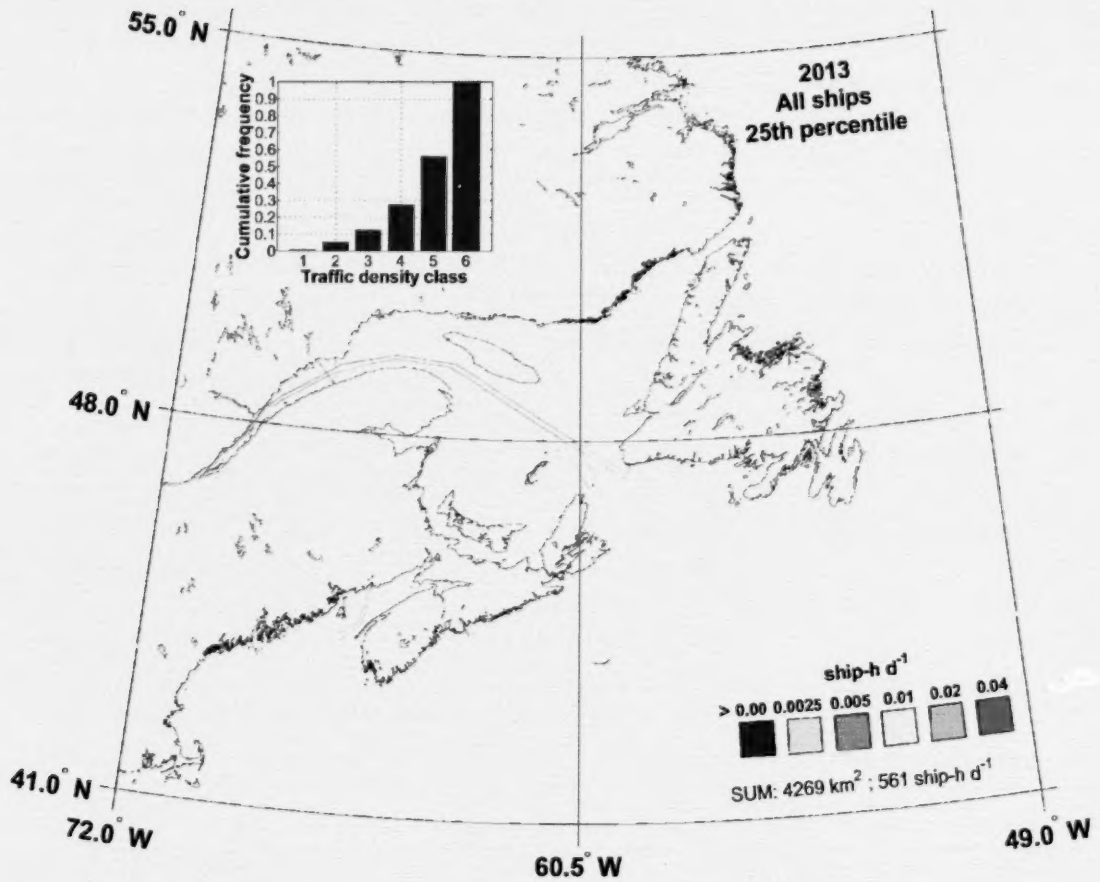 55.0° N
2013
All ships
25th percentile
Cumulative frequency
1
0.9
0.8
0.7
0.6
0.5
0.4
0.3
0.2
0.1
0
1 2 3 4 5 6
Traffic density class
48.0° N
ship-h d⁻¹
> 0.00 0.0025 0.005 0.01 0.02 0.04
SUM: 4269 km² ; 561 ship-h d⁻¹
41.0° N
72.0° W
60.5° W
49.0° W